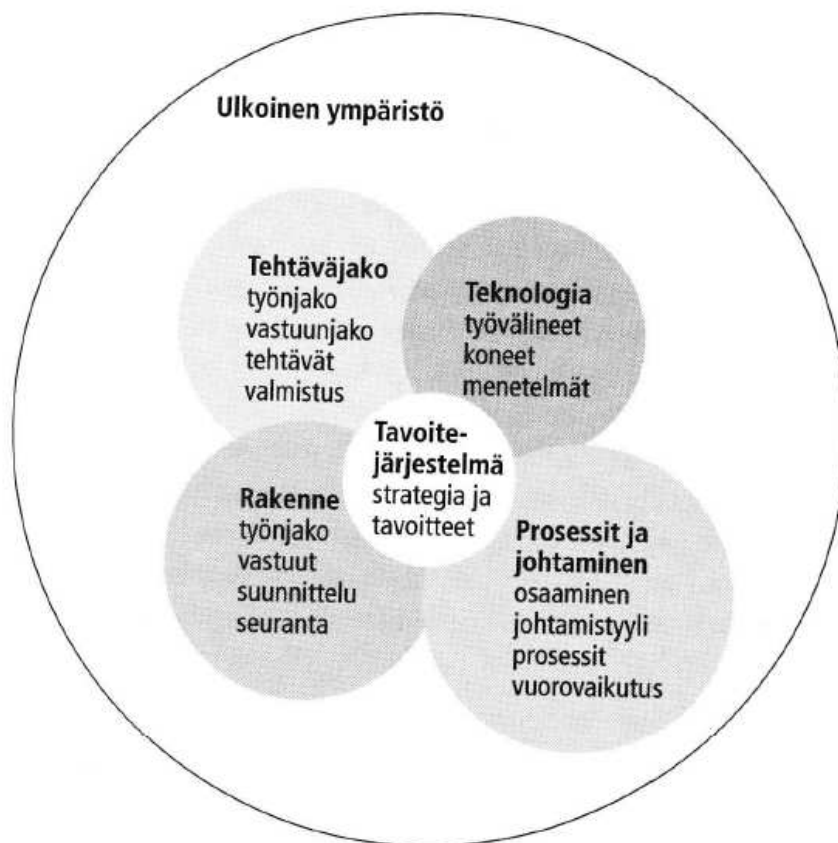 Ulkoinen ympäristö
Tehtäväjako
työnjako
vastuunjako
tehtävät
valmistus
Teknologia
työvälineet
koneet
menetelmät
Tavoite-
järjestelmä
strategia ja
tavoitteet
Rakenne
työnjako
vastuut
suunnittelu
seuranta
Prosessit ja
johtaminen
osaaminen
johtamistyyli
prosessit
vuorovaikutus